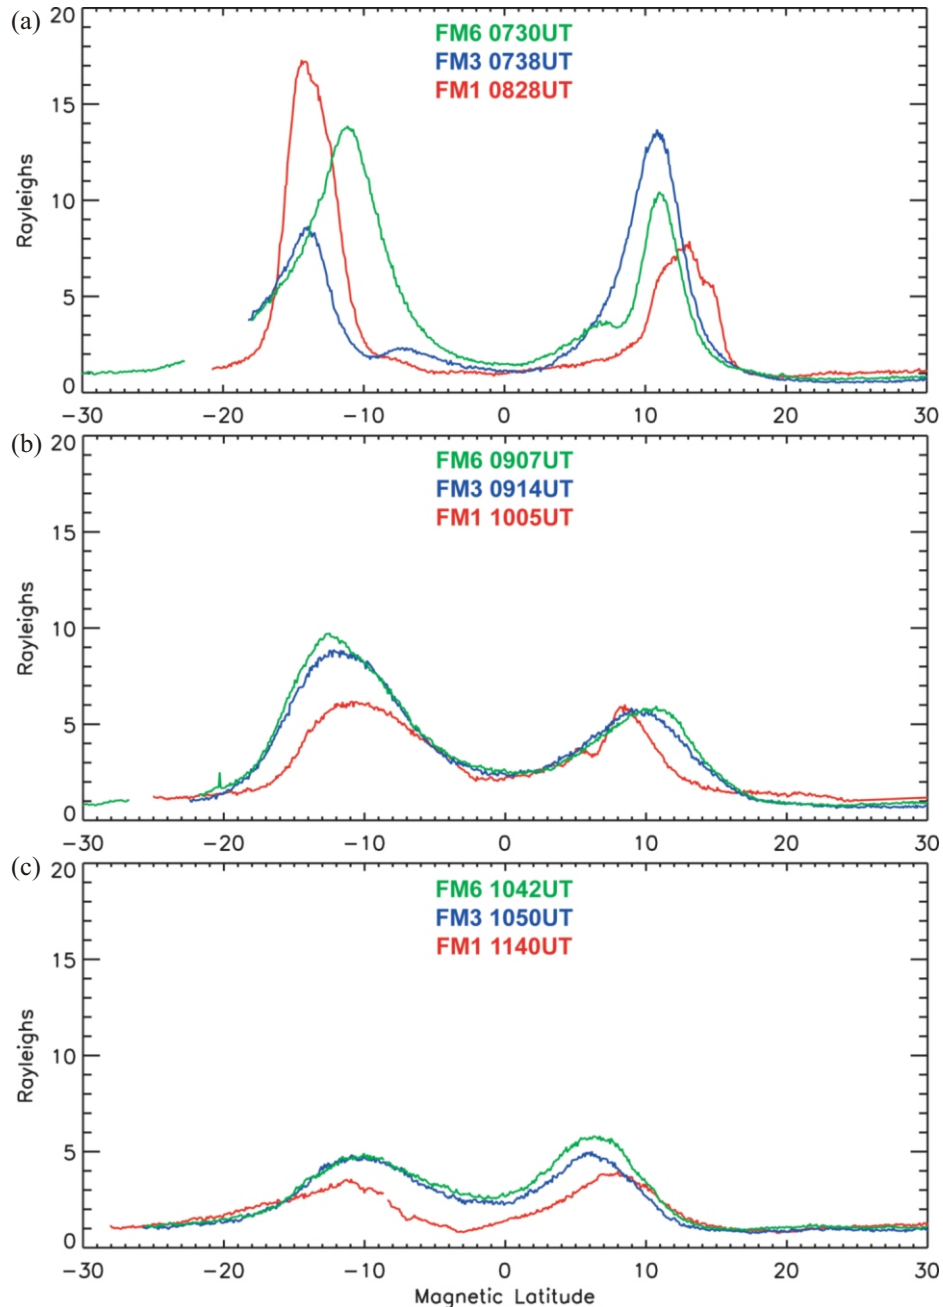 (a)
20
FM6 0730UT
FM3 0738UT
FM1 0828UT
15
10
5
0
Rayleighs
-30 -20 -10 0 10 20 30
(b)
20
FM6 0907UT
FM3 0914UT
FM1 1005UT
15
10
5
0
Rayleighs
-30 -20 -10 0 10 20 30
(c)
20
FM6 1042UT
FM3 1050UT
FM1 1140UT
15
10
5
0
Rayleighs
-30 -20 -10 0 10 20 30
Magnetic Latitude